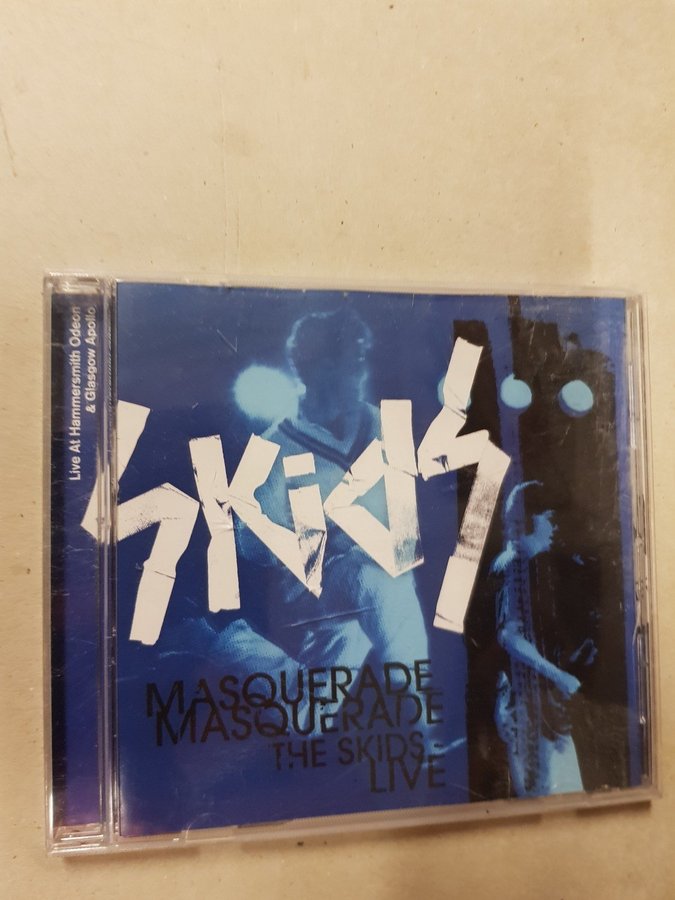 Live At Hammersmith Odeon
& Glasgow Apollo
SKidS
MASQUERADE
MASQUERADE
THE SKIDS -
LIVE